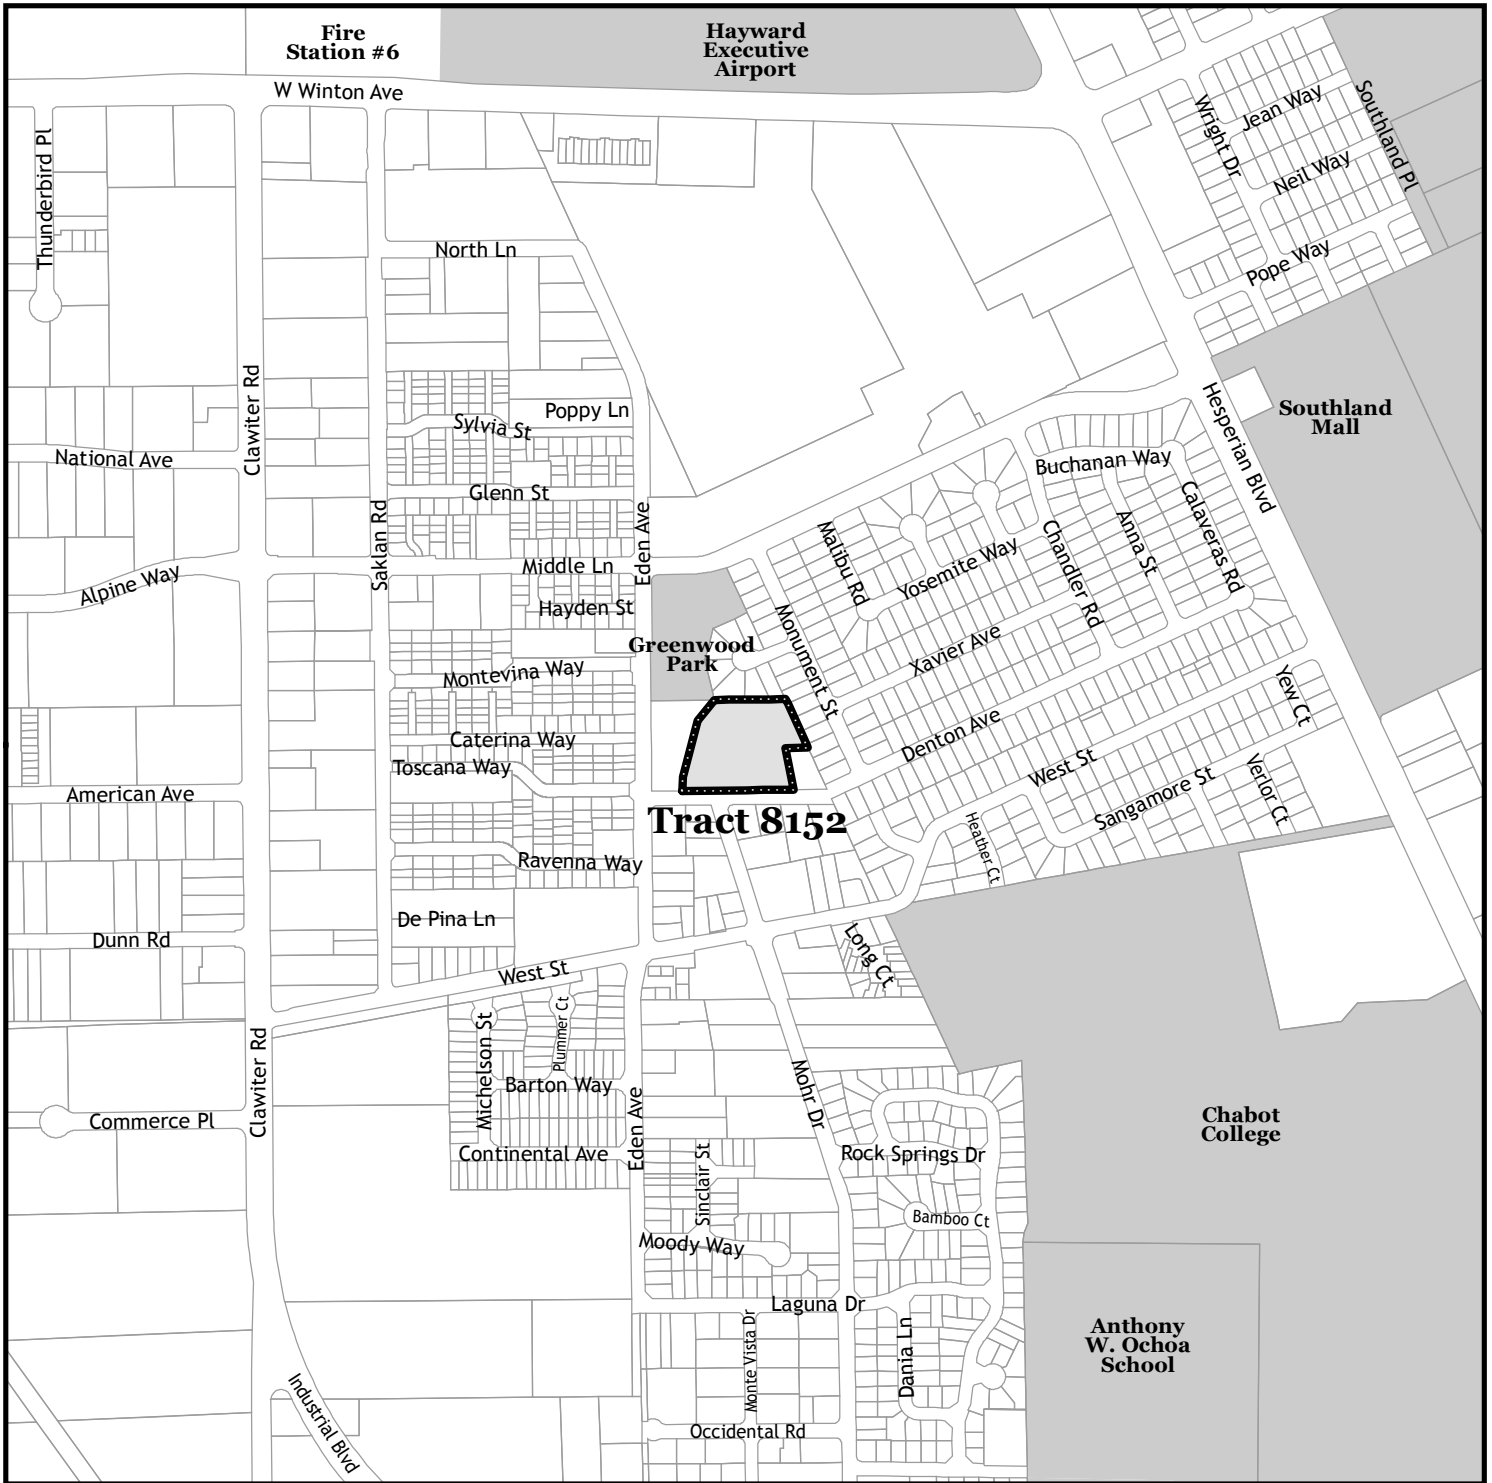 Fire
Station #6
Hayward
Executive
Airport
W Winton Ave
Thunderbird Pl
Wright Dr
Jean Way
Southland Pl
Neil Way
Pope Way
North Ln
Clawiter Rd
Poppy Ln
Sylvia St
National Ave
Glenn St
Saklan Rd
Eden Ave
Middle Ln
Alpine Way
Hayden St
Hesperian Blvd
Southland
Mall
Buchanan Way
Calaveras Rd
Anna St
Chandler Rd
Malibu Rd
Yosemite Way
Monument St
Xavier Ave
Greenwood
Park
Montevina Way
Yew Ct
Denton Ave
Caterina Way
Toscana Way
West St
Verlor Ct
Sangamore St
American Ave
Tract 8152
Heather Ct
Ravenna Way
De Pina Ln
Dunn Rd
Long Ct
West St
Michelson St
Plummer Ct
Clawiter Rd
Barton Way
Mohr Dr
Eden Ave
Commerce Pl
Chabot
College
Continental Ave
Sinclair St
Rock Springs Dr
Bamboo Ct
Moody Way
Laguna Dr
Monte Vista Dr
Dania Ln
Anthony
W. Ochoa
School
Industrial Blvd
Occidental Rd